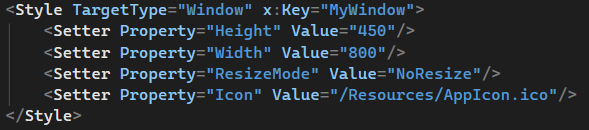 <Style TargetType="Window" x:Key="MyWindow">
    <Setter Property="Height" Value="450"/>
    <Setter Property="Width" Value="800"/>
    <Setter Property="ResizeMode" Value="NoResize"/>
    <Setter Property="Icon" Value="/Resources/AppIcon.ico"/>
</Style>